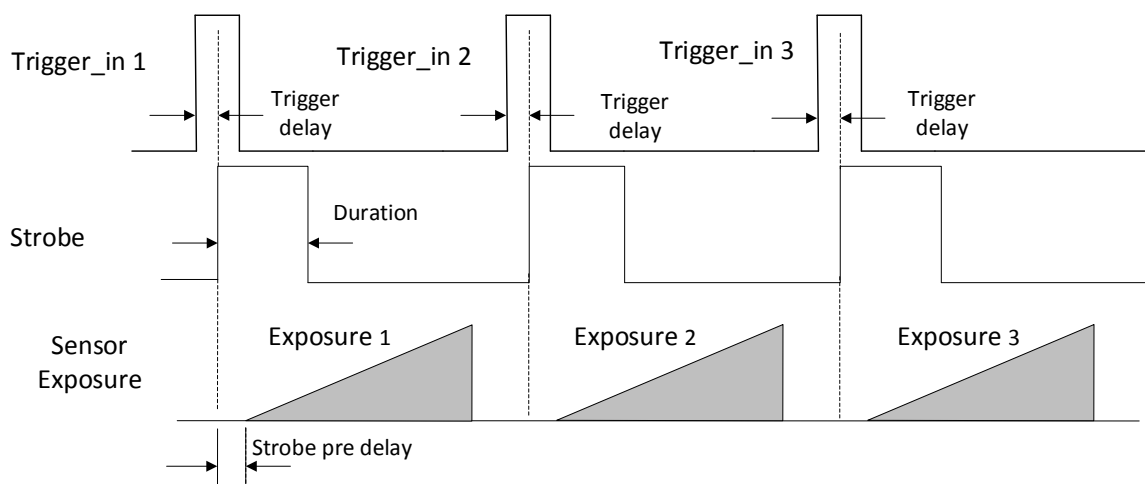 Trigger_in 1
Trigger_in 2
Trigger_in 3
Trigger
delay
Trigger
delay
Trigger
delay
Strobe
Duration
Sensor
Exposure
Exposure 1
Exposure 2
Exposure 3
Strobe pre delay